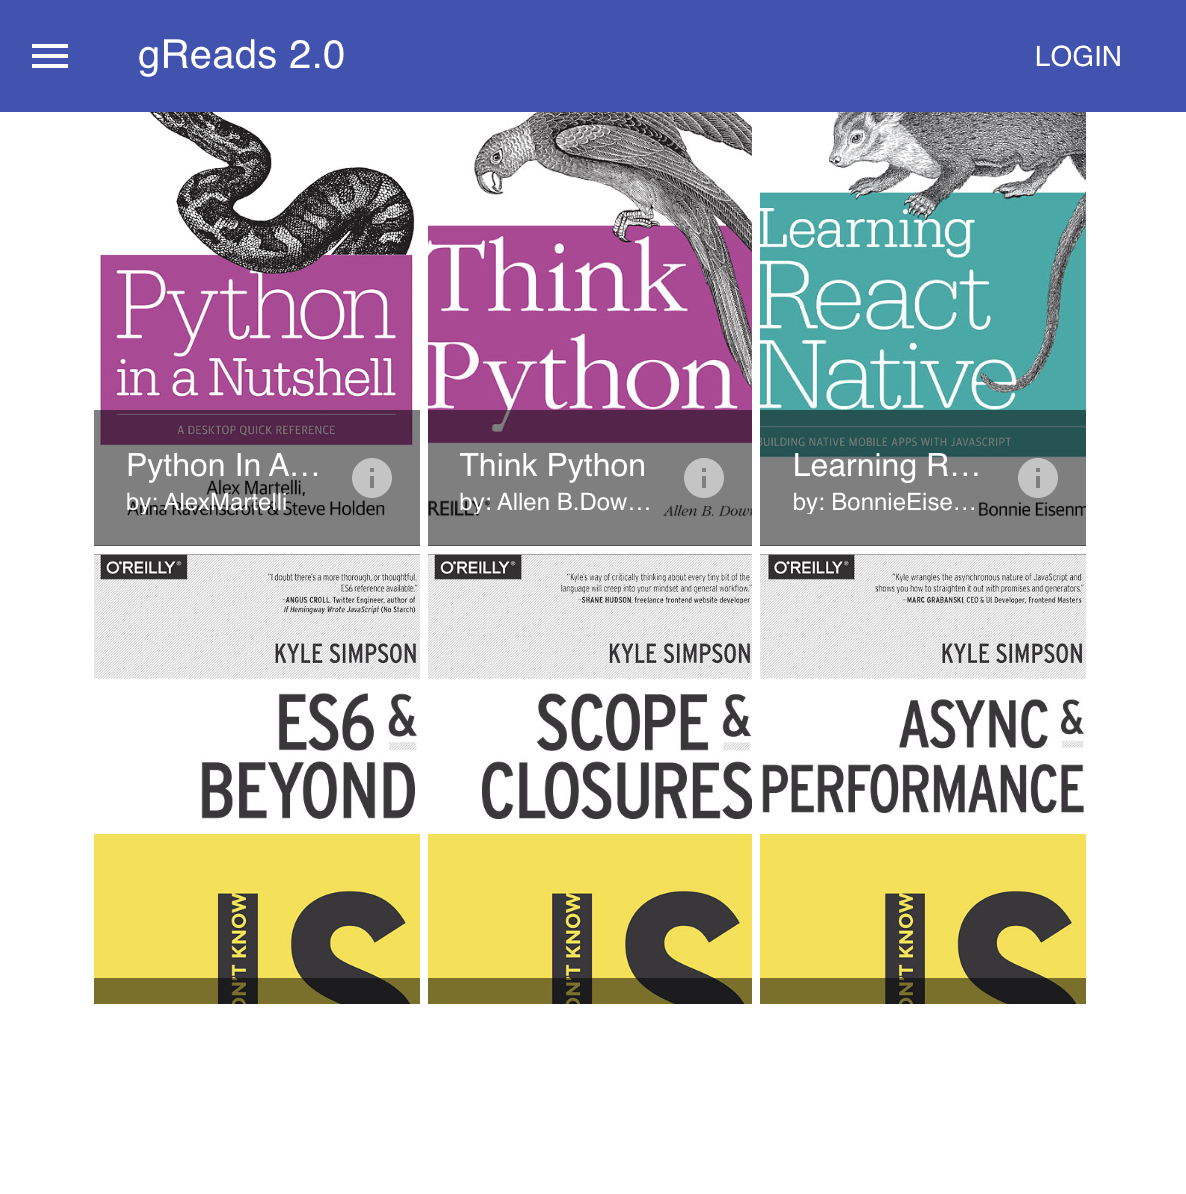 gReads 2.0
LOGIN
Python
in a Nutshell
A DESKTOP QUICK REFERENCE
Python In A...
by: AlexMartelli
Alex Martelli,
Anna Ravenscroft & Steve Holden
Think
Python
Think Python
by: Allen B.Dow...
REILLY
Allen B. Down
Learning
React
Native
BUILDING NATIVE MOBILE APPS WITH JAVASCRIPT
Learning R...
by: BonnieEise...
Bonnie Eisenm
O'REILLY®
"I doubt there's a more thorough, or thoughtful,
ES6 reference available."
–ANGUS CROLL, Twitter Engineer, author of
If Hemingway Wrote JavaScript (No Starch)
KYLE SIMPSON
ES6 &
BEYOND
ON'T KNOW
JS
O'REILLY®
"Kyle's way of critically thinking about every tiny bit of the
language will creep into your mindset and general workflow."
–SHANE HUDSON, freelance frontend website developer
KYLE SIMPSON
SCOPE &
CLOSURES
ON'T KNOW
JS
O'REILLY®
"Kyle wrangles the asynchronous nature of JavaScript and
shows you how to straighten it out with promises and generators."
–MARC GRABANSKI, CEO & UI Developer, Frontend Masters
KYLE SIMPSON
ASYNC &
PERFORMANCE
ON'T KNOW
JS